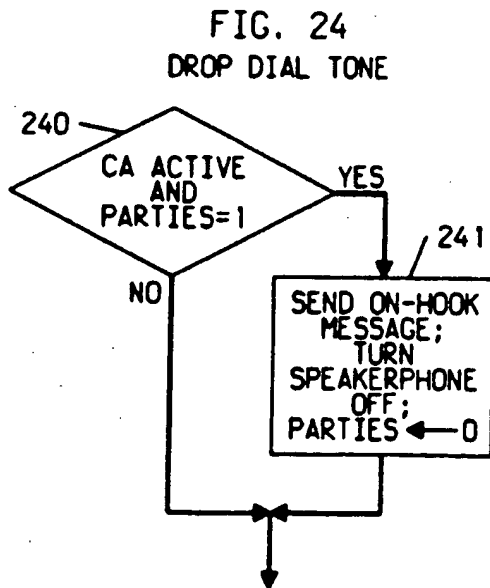 FIG. 24
DROP DIAL TONE
240
CA ACTIVE
AND
PARTIES=1
YES
NO
241
SEND ON-HOOK
MESSAGE;
TURN
SPEAKERPHONE
OFF;
PARTIES ← 0